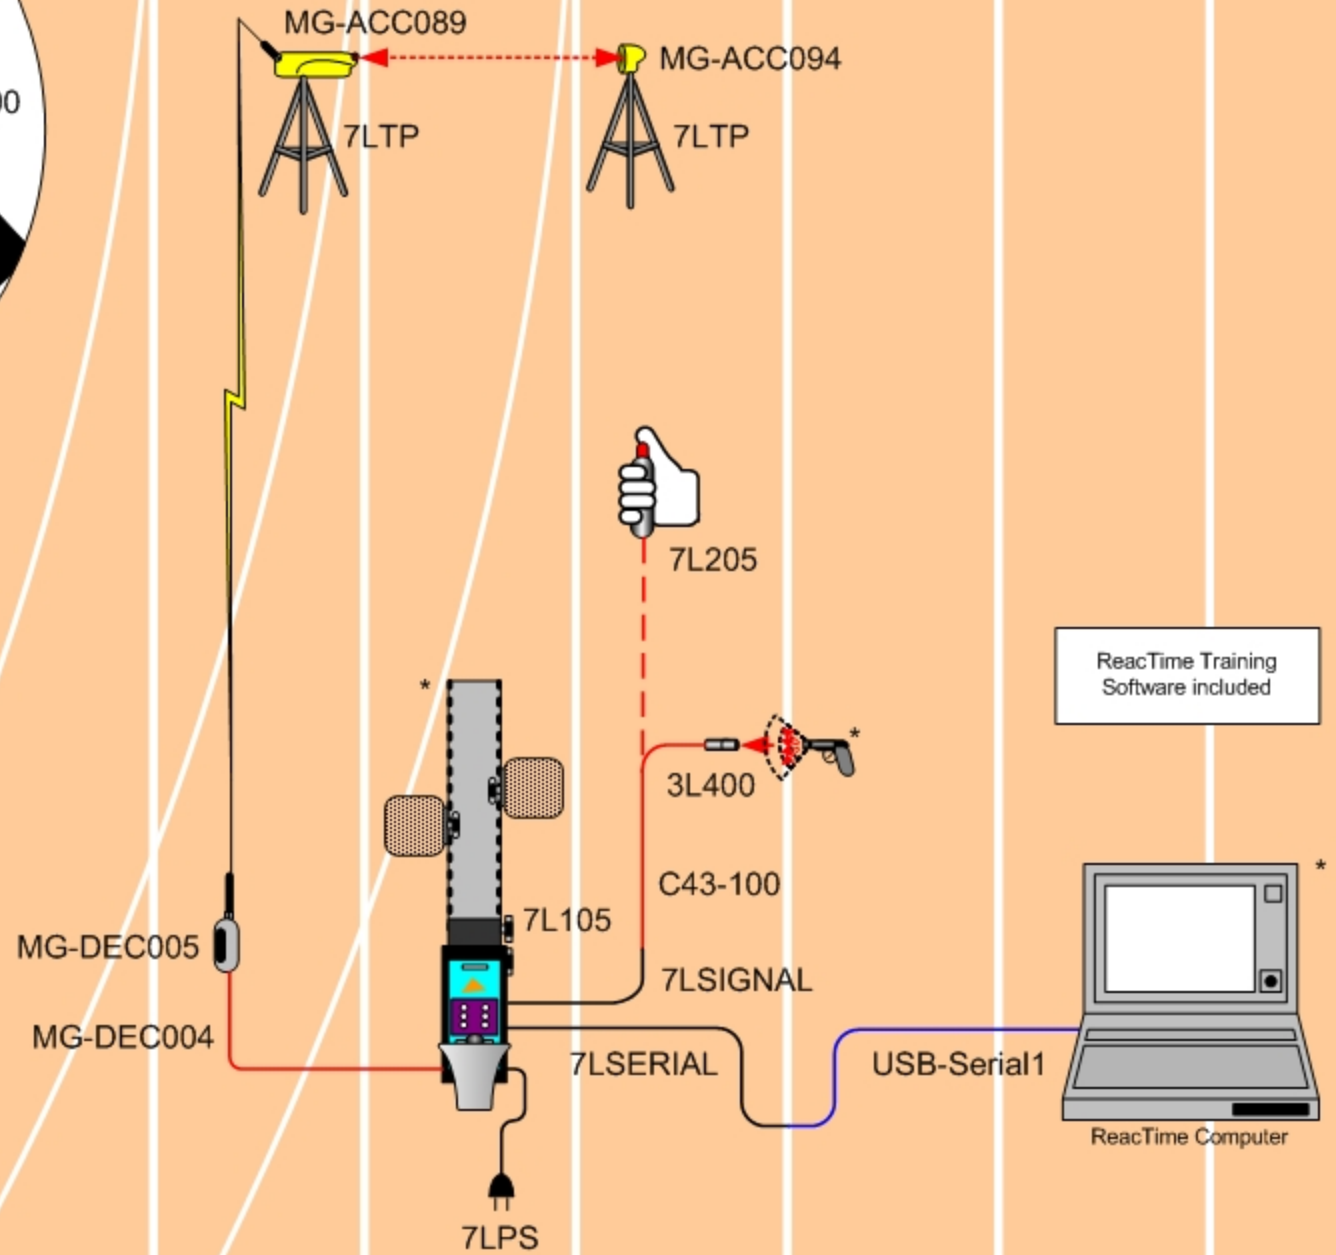 MG-ACC089
MG-ACC094
00
7LTP
7LTP
7L205
ReacTime Training
Software included
*
*
3L400
*
C43-100
7L105
MG-DEC005
7LSIGNAL
MG-DEC004
7LSERIAL
USB-Serial1
ReacTime Computer
7LPS